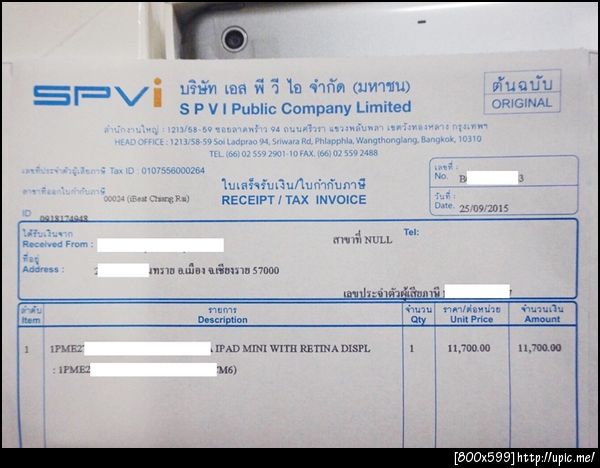 SPVi
บริษัท เอส พี วี ไอ จำกัด (มหาชน)
S P V I Public Company Limited
ต้นฉบับ
ORIGINAL
สำนักงานใหญ่ : 1213/58-59 ซอยลาดพร้าว 94 ถนนศรีวรา แขวงพลับพลา เขตวังทองหลาง กรุงเทพฯ
HEAD OFFICE : 1213/58-59 Soi Ladprao 94, Sriwara Rd, Phlapphla, Wangthonglang, Bangkok, 10310
TEL. (66) 02 559 2901-10 FAX. (66) 02 559 2488
เลขที่ประจำตัวผู้เสียภาษี Tax ID : 0107556000264
สาขาที่ออกใบกำกับภาษี 00024 (iBeat Chiang Rai)
ID 0918174948
ใบเสร็จรับเงิน/ใบกำกับภาษี
RECEIPT / TAX INVOICE
เลขที่ :
No. B 3
วันที่ :
Date. 25/09/2015
ได้รับเงินจาก
Received From :
สาขาที่ NULL
Tel:
ที่อยู่
Address : 2 นทราย อ.เมือง จ.เชียงราย 57000
เลขประจำตัวผู้เสียภาษี
ลำดับ รายการ จำนวน ราคา/ต่อหน่วย จำนวนเงิน
Item Description Qty Unit Price Amount
1 1PME2 A IPAD MINI WITH RETINA DISPL 1 11,700.00 11,700.00
: 1PME2 7M6)
[800x599]http://upic.me/